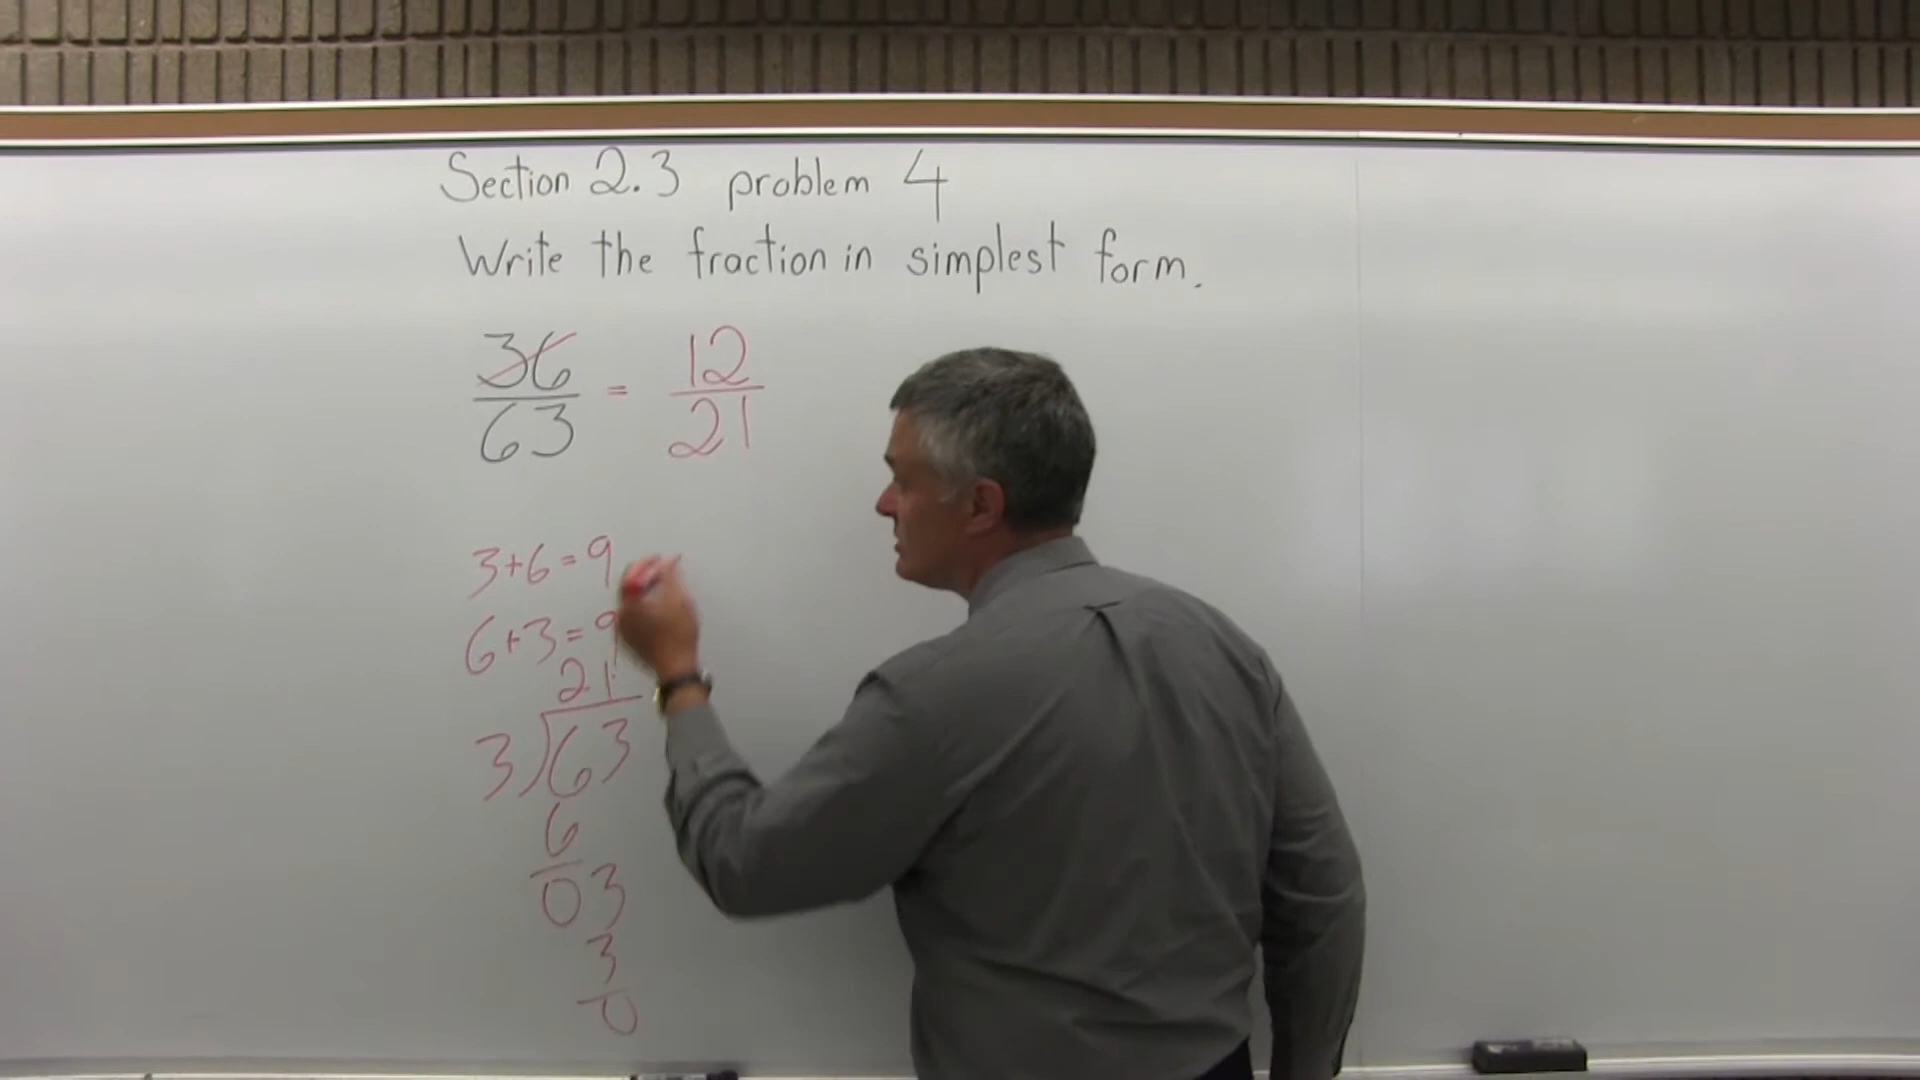 Section 2.3 problem 4
Write the fraction in simplest form.
36/63 = 12/21
3+6=9
6+3=9
21
3)63
6
03
3
0